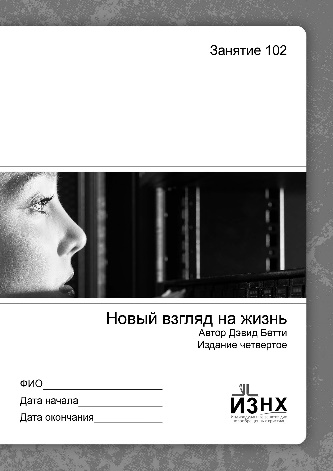 Занятие 102
Новый взгляд на жизнь
Автор Дэвид Бетти
Издание четвертое
ФИО
Дата начала
Дата окончания
ИЗНХ